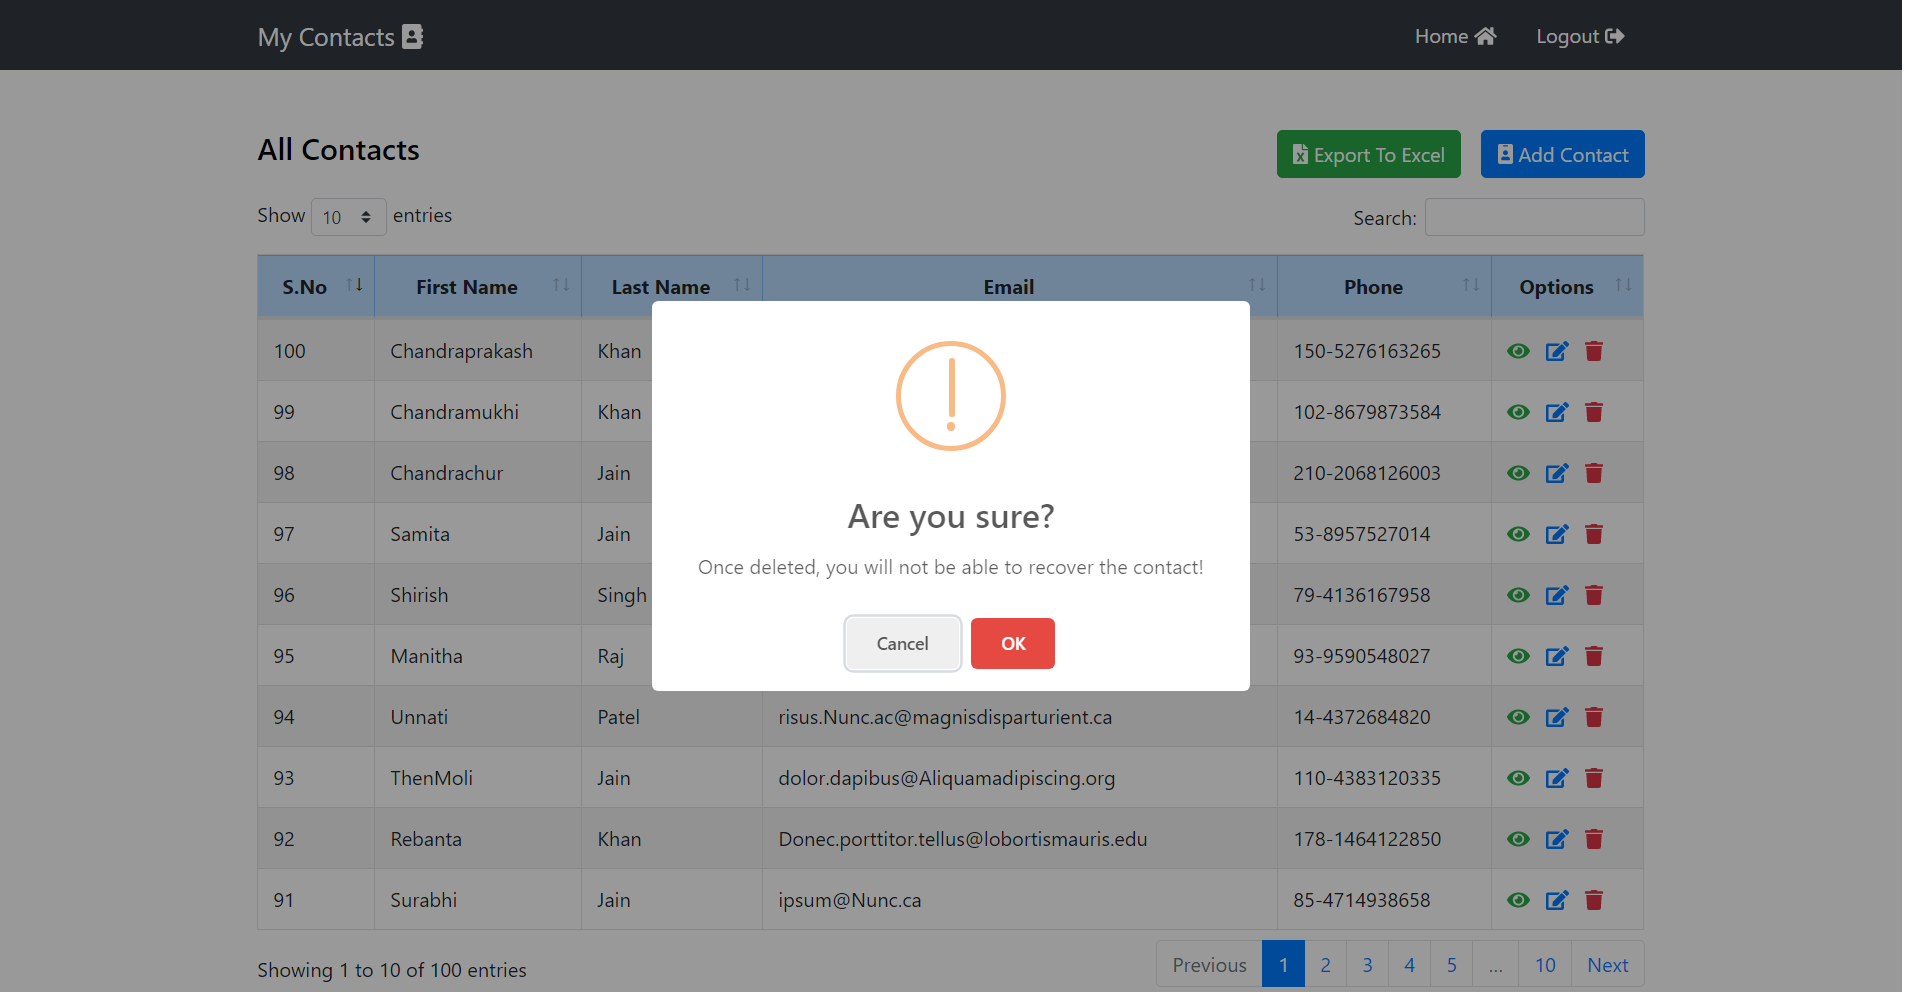 My Contacts
Home
Logout
All Contacts
Export To Excel
Add Contact
Show 10 entries
Search:
S.No First Name Last Name Email Phone Options
100 Chandraprakash Khan 150-5276163265
99 Chandramukhi Khan 102-8679873584
98 Chandrachur Jain 210-2068126003
97 Samita Jain 53-8957527014
96 Shirish Singh 79-4136167958
95 Manitha Raj 93-9590548027
94 Unnati Patel risus.Nunc.ac@magnisdisparturient.ca 14-4372684820
93 ThenMoli Jain dolor.dapibus@Aliquamadipiscing.org 110-4383120335
92 Rebanta Khan Donec.porttitor.tellus@lobortismauris.edu 178-1464122850
91 Surabhi Jain ipsum@Nunc.ca 85-4714938658
Are you sure?
Once deleted, you will not be able to recover the contact!
Cancel OK
Showing 1 to 10 of 100 entries
Previous 1 2 3 4 5 ... 10 Next